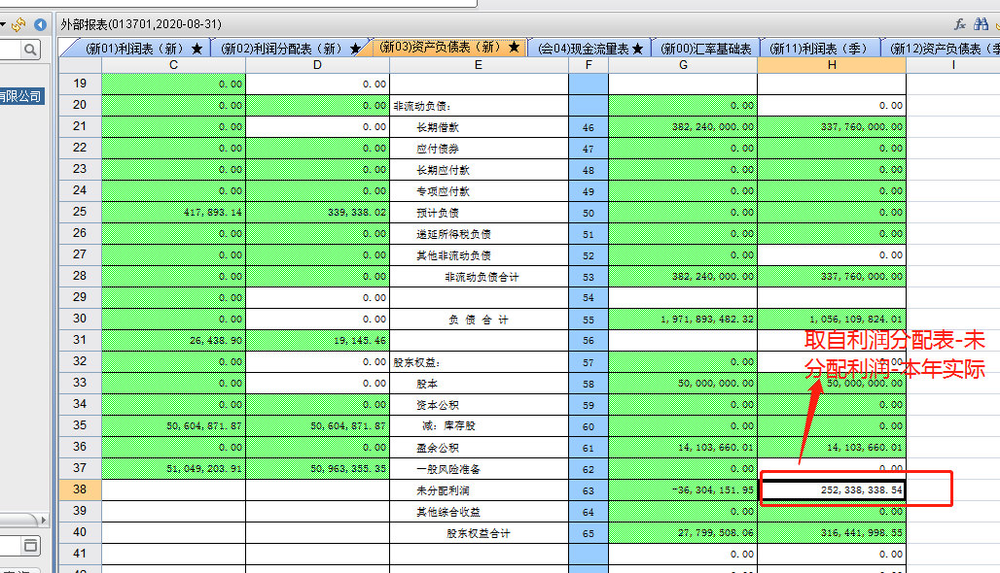 外部报表(013701,2020-08-31)
(新01)利润表（新）★ (新02)利润分配表（新）★ (新03)资产负债表（新）★ (会04)现金流量表★ (新00)汇率基础表 (新11)利润表（季） (新12)资产负债表（季
C D E F G H I
19 0.00 0.00
有限公司
20 0.00 0.00 非流动负债： 0.00 0.00
21 0.00 0.00 长期借款 46 382,240,000.00 337,760,000.00
22 0.00 0.00 应付债券 47 0.00 0.00
23 0.00 0.00 长期应付款 48 0.00 0.00
24 0.00 0.00 专项应付款 49 0.00 0.00
25 417,893.14 339,338.02 预计负债 50 0.00 0.00
26 0.00 0.00 递延所得税负债 51 0.00 0.00
27 0.00 0.00 其他非流动负债 52 0.00 0.00
28 0.00 0.00 非流动负债合计 53 382,240,000.00 337,760,000.00
29 0.00 0.00 54
30 0.00 0.00 负 债 合 计 55 1,971,893,482.32 1,056,109,824.01
31 26,438.90 19,145.46 56
取自利润分配表-未
分配利润-本年实际
32 0.00 0.00 股东权益： 57 0.00 0.00
33 0.00 0.00 股本 58 50,000,000.00 50,000,000.00
34 0.00 0.00 资本公积 59 0.00 0.00
35 50,604,871.87 50,604,871.87 减：库存股 60 0.00 0.00
36 0.00 0.00 盈余公积 61 14,103,660.01 14,103,660.01
37 51,049,203.91 50,963,355.35 一般风险准备 62 0.00 0.00
38 未分配利润 63 -36,304,151.95 252,338,338.54
39 其他综合收益 64 0.00 0.00
40 股东权益合计 65 27,799,508.06 316,441,998.55
41 0.00 0.00